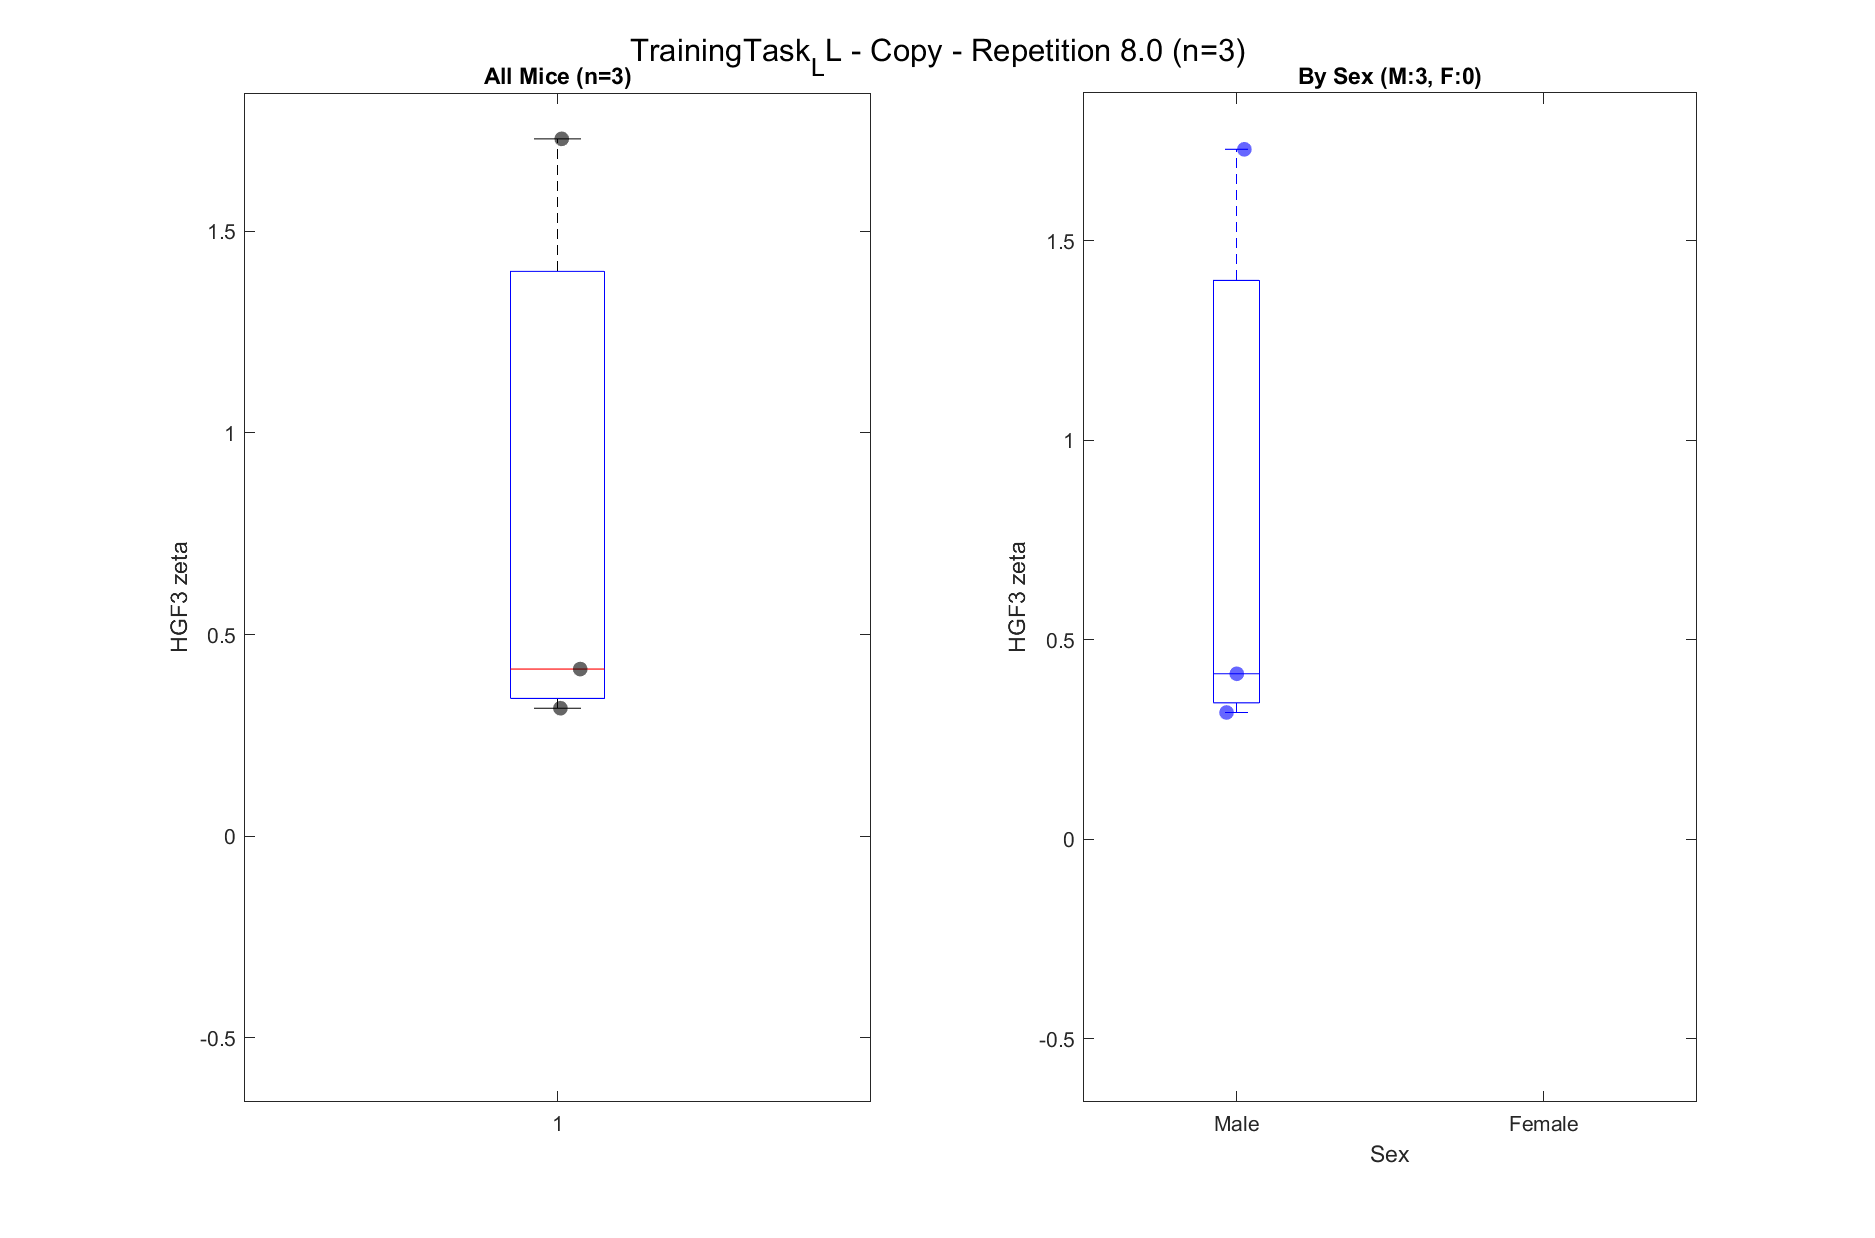 TrainingTask_LL - Copy - Repetition 8.0 (n=3)
All Mice (n=3)
HGF3 zeta
1.5
1
0.5
0
-0.5
1
By Sex (M:3, F:0)
HGF3 zeta
1.5
1
0.5
0
-0.5
Male Female
Sex